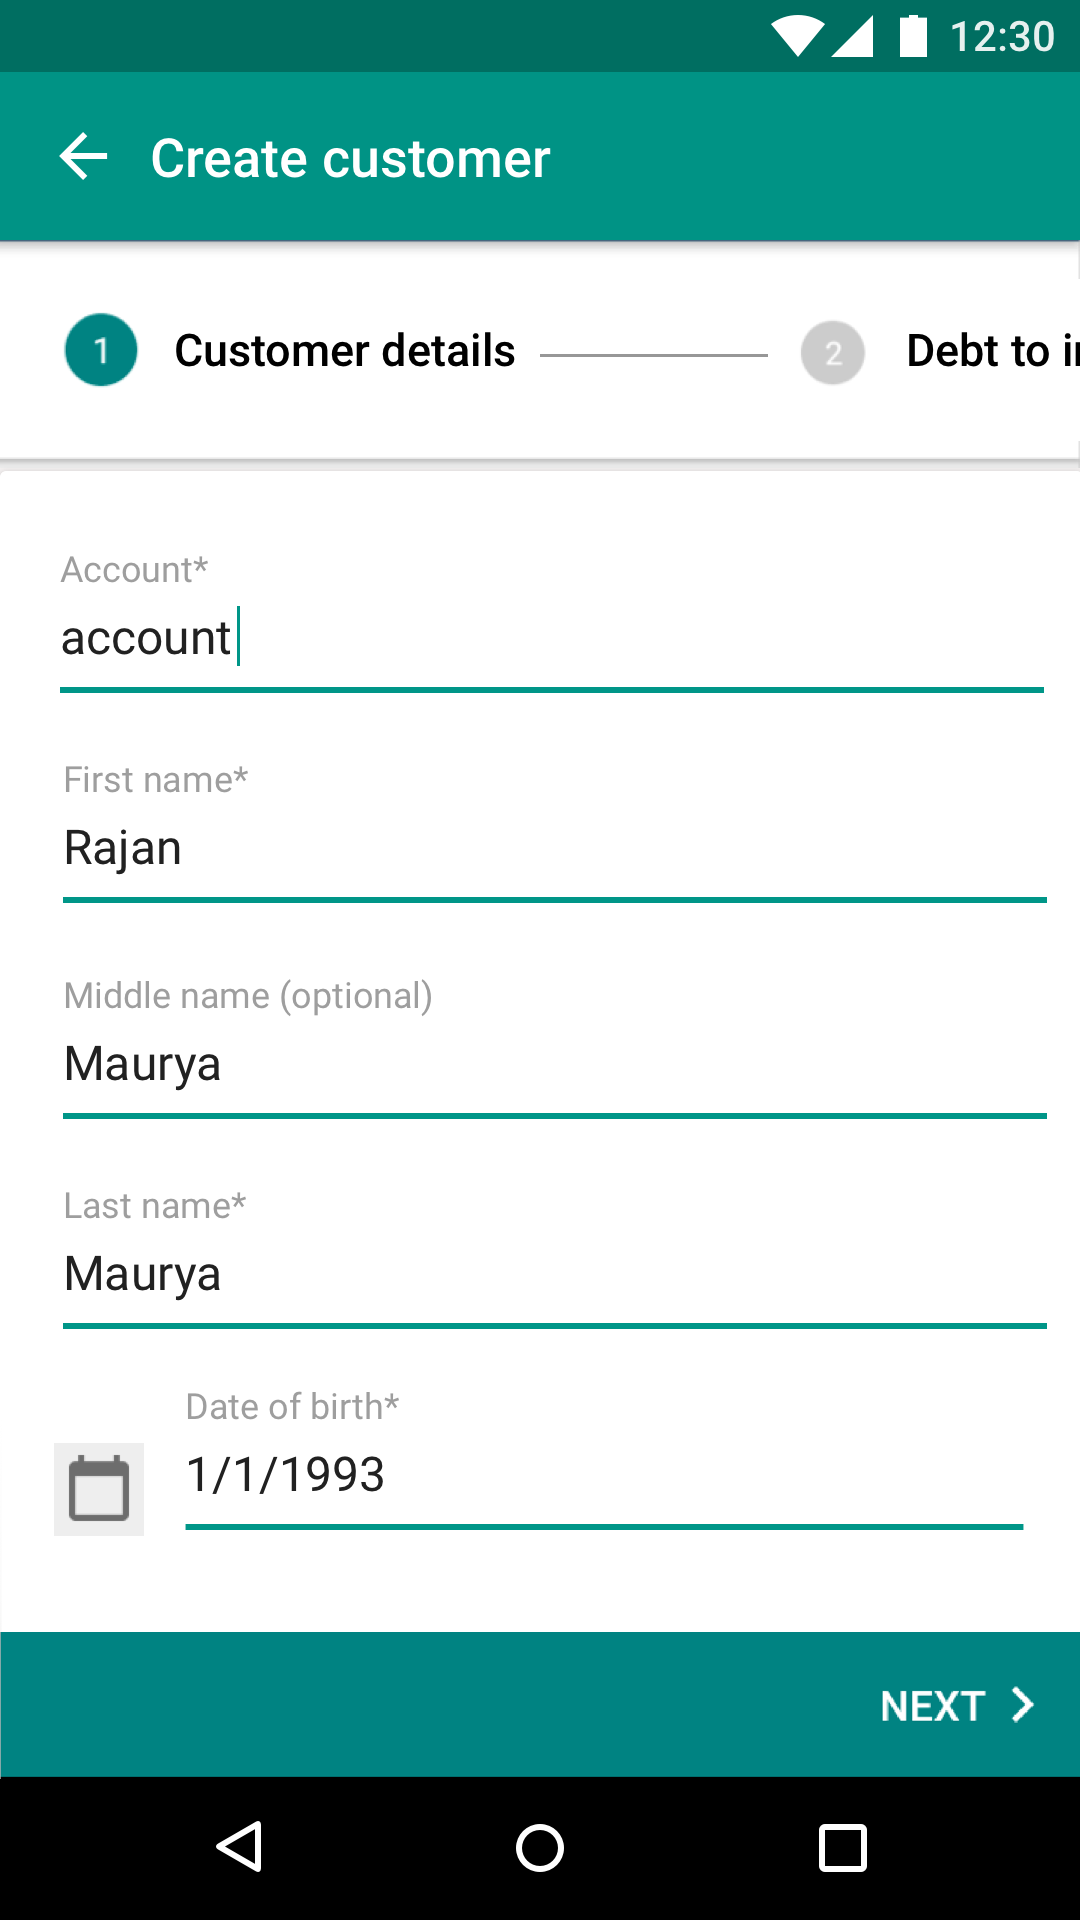 12:30
Create customer
1 Customer details 2 Debt to i
Account*
account
First name*
Rajan
Middle name (optional)
Maurya
Last name*
Maurya
Date of birth*
1/1/1993
NEXT